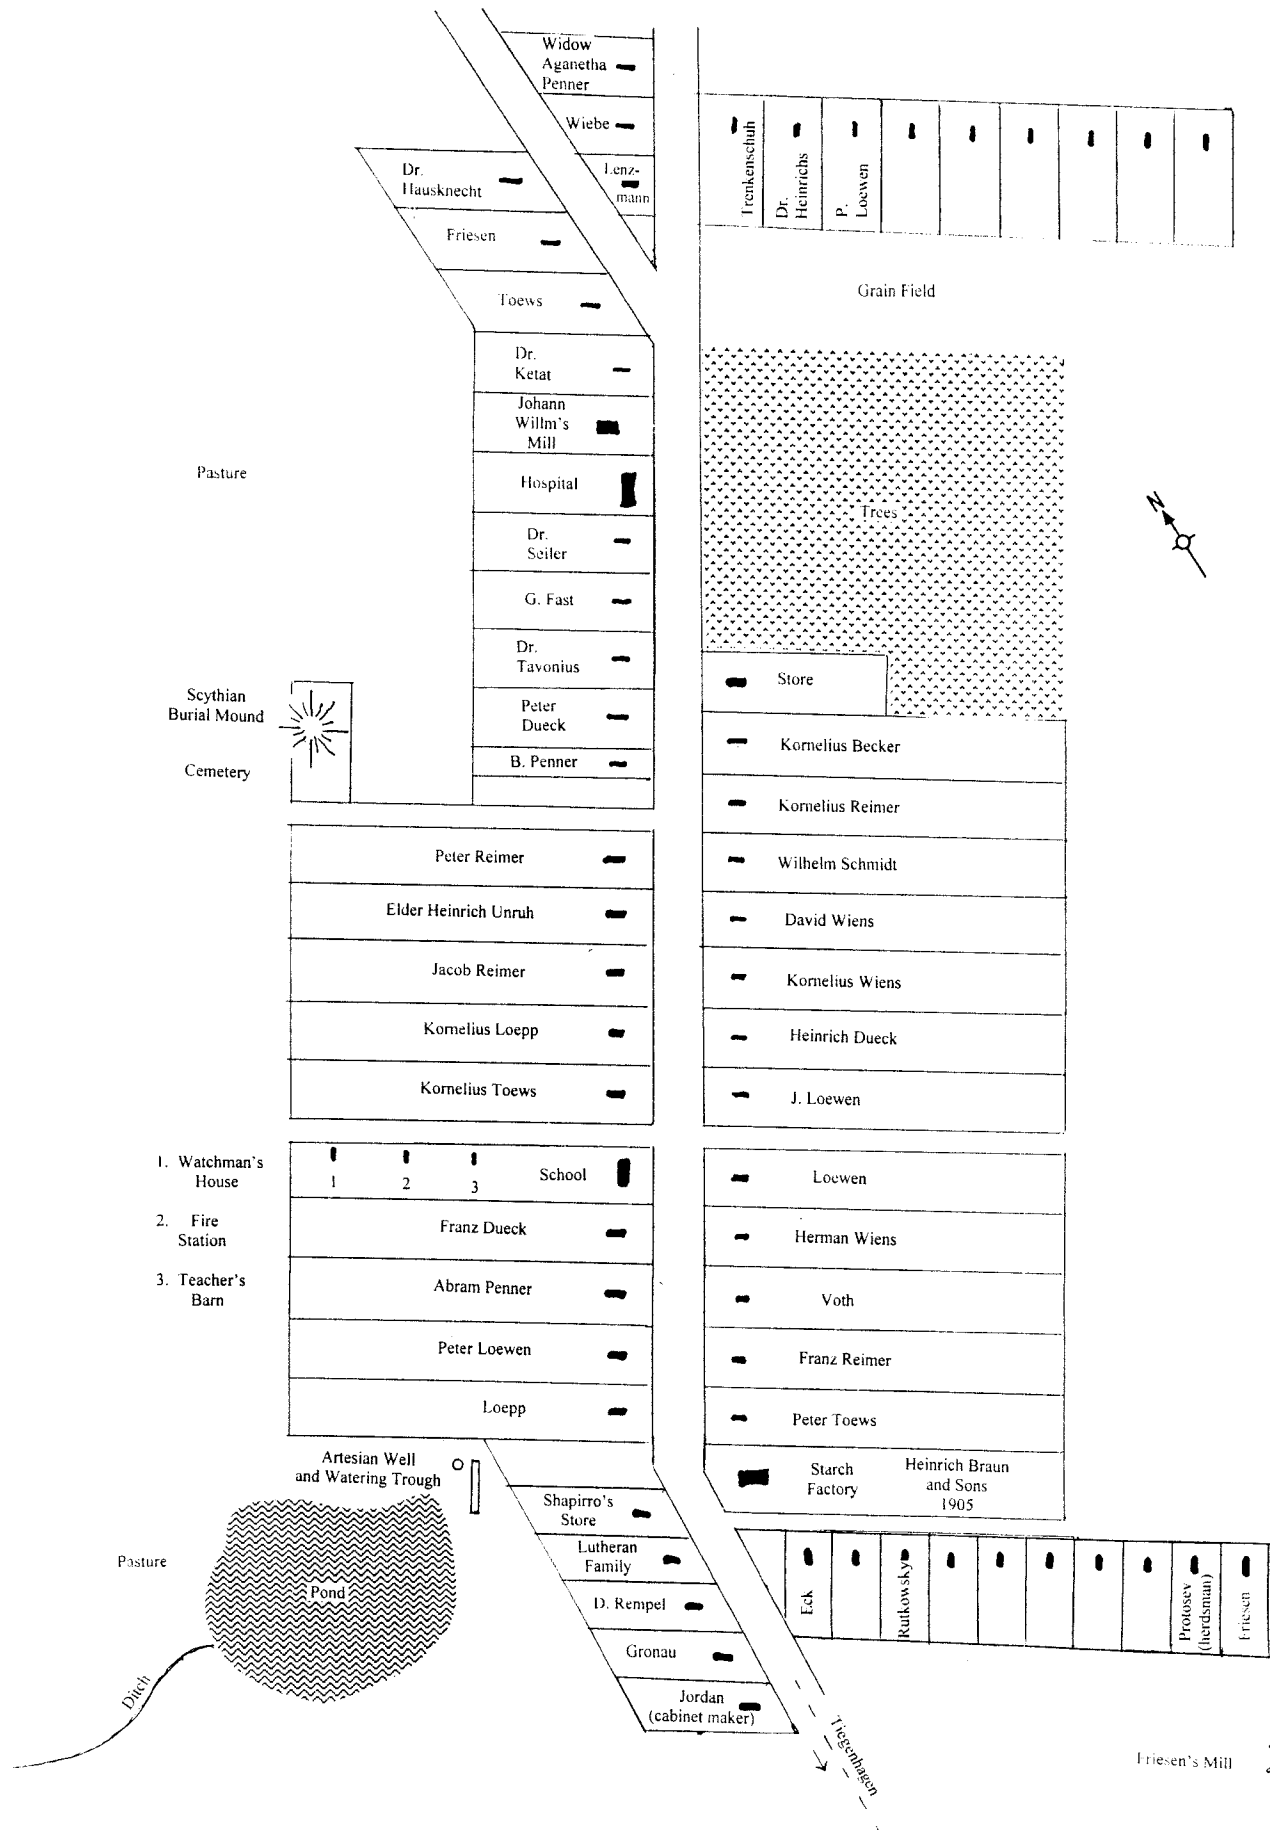 Widow
Aganetha
Penner
Wiebe
Lenz-
mann
Dr.
Hausknecht
Friesen
Toews
Trenkenschuh
Dr.
Heinrichs
P.
Loewen
Grain Field
Dr.
Ketat
Johann
Willm's
Mill
Hospital
Pasture
Trees
N
Dr.
Seiler
G. Fast
Dr.
Tavonius
Peter
Dueck
B. Penner
Scythian
Burial Mound
Cemetery
Store
Kornelius Becker
Kornelius Reimer
Wilhelm Schmidt
David Wiens
Kornelius Wiens
Heinrich Dueck
J. Loewen
Peter Reimer
Elder Heinrich Unruh
Jacob Reimer
Kornelius Loepp
Kornelius Toews
1. Watchman's
House
2. Fire
Station
3. Teacher's
Barn
1 2 3 School
Franz Dueck
Abram Penner
Peter Loewen
Loepp
Loewen
Herman Wiens
Voth
Franz Reimer
Peter Toews
Starch
Factory
Heinrich Braun
and Sons
1905
Artesian Well
and Watering Trough
Shapirro's
Store
Lutheran
Family
D. Rempel
Gronau
Jordan
(cabinet maker)
Pasture
Pond
Ditch
Eck
Rutkowsky
Protosev
(herdsman)
Friesen
Tiegenhagen
Friesen's Mill